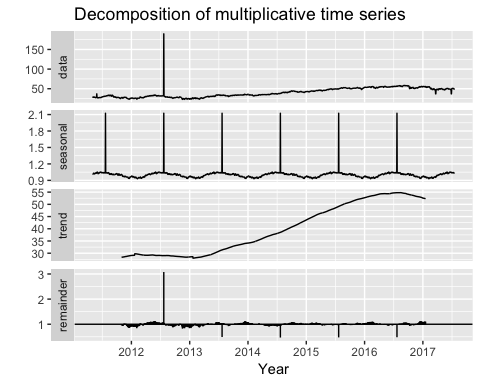 Decomposition of multiplicative time series
data
150
100
50
seasonal
2.1
1.8
1.5
1.2
0.9
trend
55
50
45
40
35
30
remainder
3
2
1
2012 2013 2014 2015 2016 2017
Year